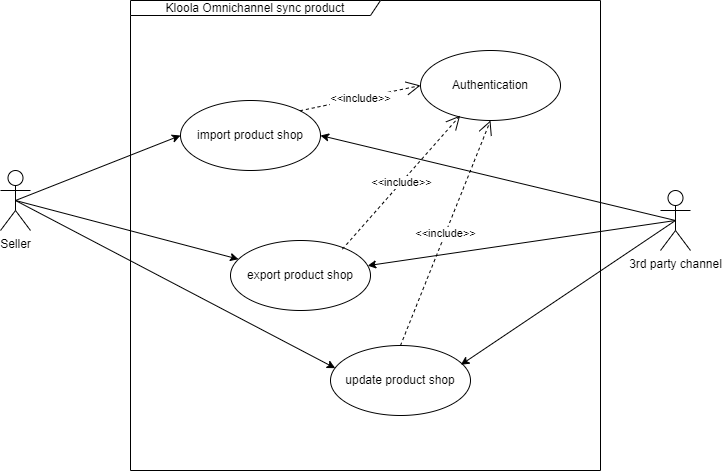 Kloola Omnichannel sync product
Authentication
<<include>>
import product shop
<<include>>
Seller
<<include>>
3rd party channel
export product shop
update product shop